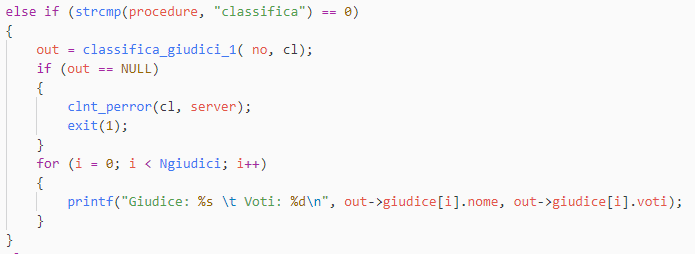 else if (strcmp(procedure, "classifica") == 0)
{
    out = classifica_giudici_1( no, cl);
    if (out == NULL)
    {
        clnt_perror(cl, server);
        exit(1);
    }
    for (i = 0; i < Ngiudici; i++)
    {
        printf("Giudice: %s \t Voti: %d\n", out->giudice[i].nome, out->giudice[i].voti);
    }
}